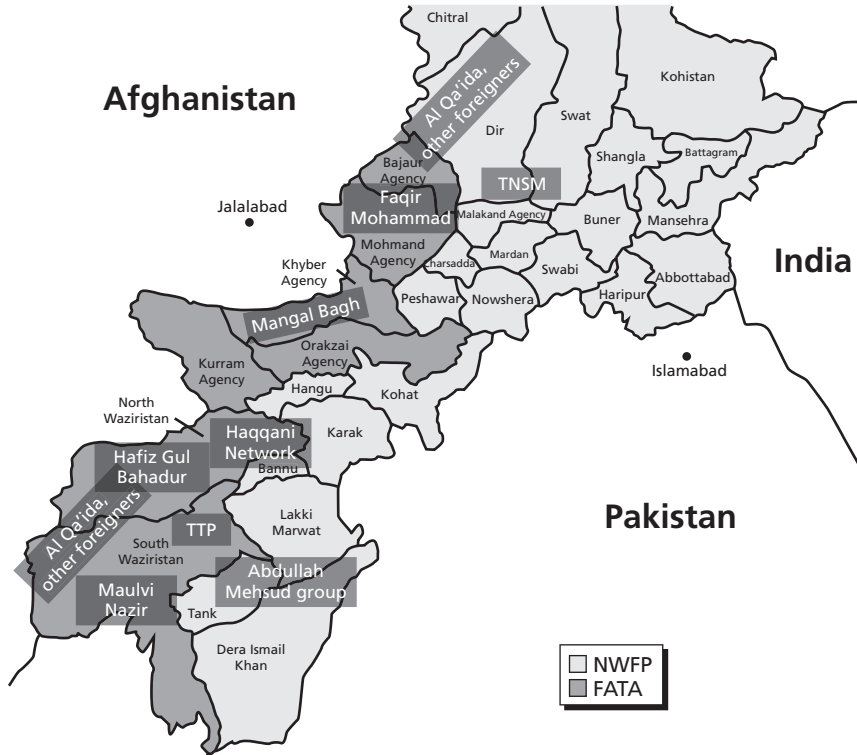 Chitral
Kohistan
Afghanistan
Al Qa'ida,
other foreigners
Dir
Swat
Shangla
Battagram
Bajaur
Agency
TNSM
Faqir
Mohammad
Jalalabad
Malakand Agency
Buner
Mansehra
Mohmand
Agency
Charsadda
Mardan
Swabi
India
Khyber
Agency
Abbottabad
Peshawar
Nowshera
Haripur
Mangal Bagh
Orakzai
Agency
Islamabad
Kurram
Agency
Hangu
Kohat
North
Waziristan
Haqqani
Network
Karak
Hafiz Gul
Bahadur
Bannu
Al Qa'ida,
other foreigners
Lakki
Marwat
Pakistan
TTP
South
Waziristan
Abdullah
Mehsud group
Maulvi
Nazir
Tank
Dera Ismail
Khan
NWFP
FATA